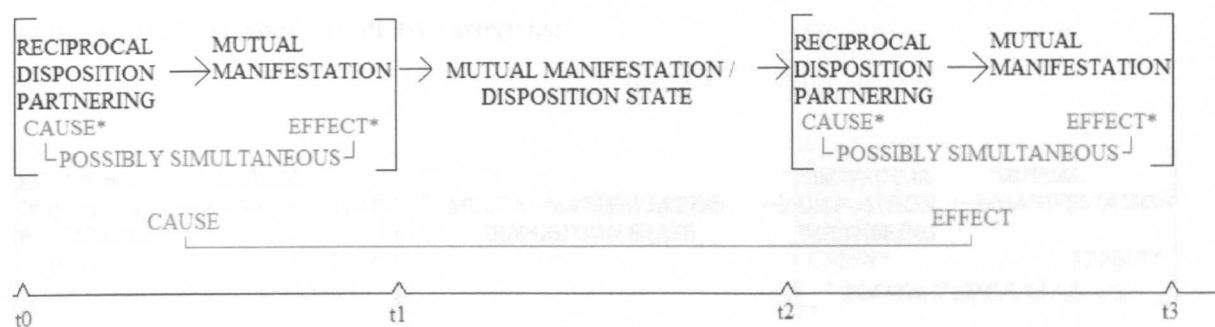 RECIPROCAL DISPOSITION PARTNERING
MUTUAL MANIFESTATION
CAUSE*
EFFECT*
POSSIBLY SIMULTANEOUS
MUTUAL MANIFESTATION /
DISPOSITION STATE
RECIPROCAL
DISPOSITION
PARTNERING
MUTUAL
MANIFESTATION
CAUSE*
EFFECT*
POSSIBLY SIMULTANEOUS
CAUSE
EFFECT
t0
t1
t2
t3